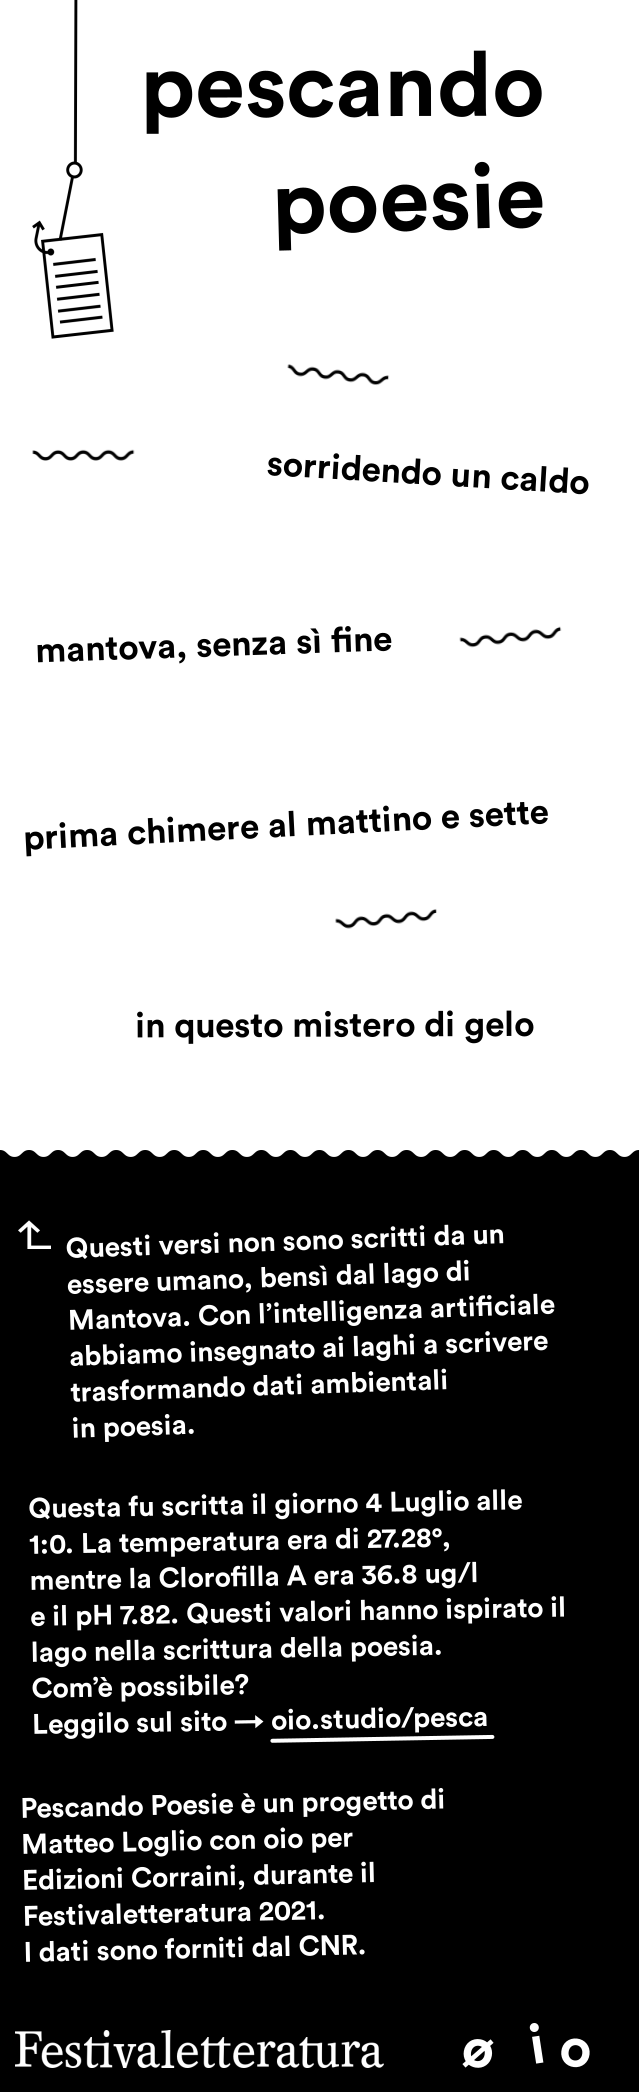 pescando
poesie
sorridendo un caldo
mantova, senza sì fine
prima chimere al mattino e sette
in questo mistero di gelo
Questi versi non sono scritti da un
essere umano, bensì dal lago di
Mantova. Con l’intelligenza artificiale
abbiamo insegnato ai laghi a scrivere
trasformando dati ambientali
in poesia.
Questa fu scritta il giorno 4 Luglio alle
1:0. La temperatura era di 27.28°,
mentre la Clorofilla A era 36.8 ug/l
e il pH 7.82. Questi valori hanno ispirato il
lago nella scrittura della poesia.
Com’è possibile?
Leggilo sul sito → oio.studio/pesca
Pescando Poesie è un progetto di
Matteo Loglio con oio per
Edizioni Corraini, durante il
Festivaletteratura 2021.
I dati sono forniti dal CNR.
Festivaletteratura ø i o